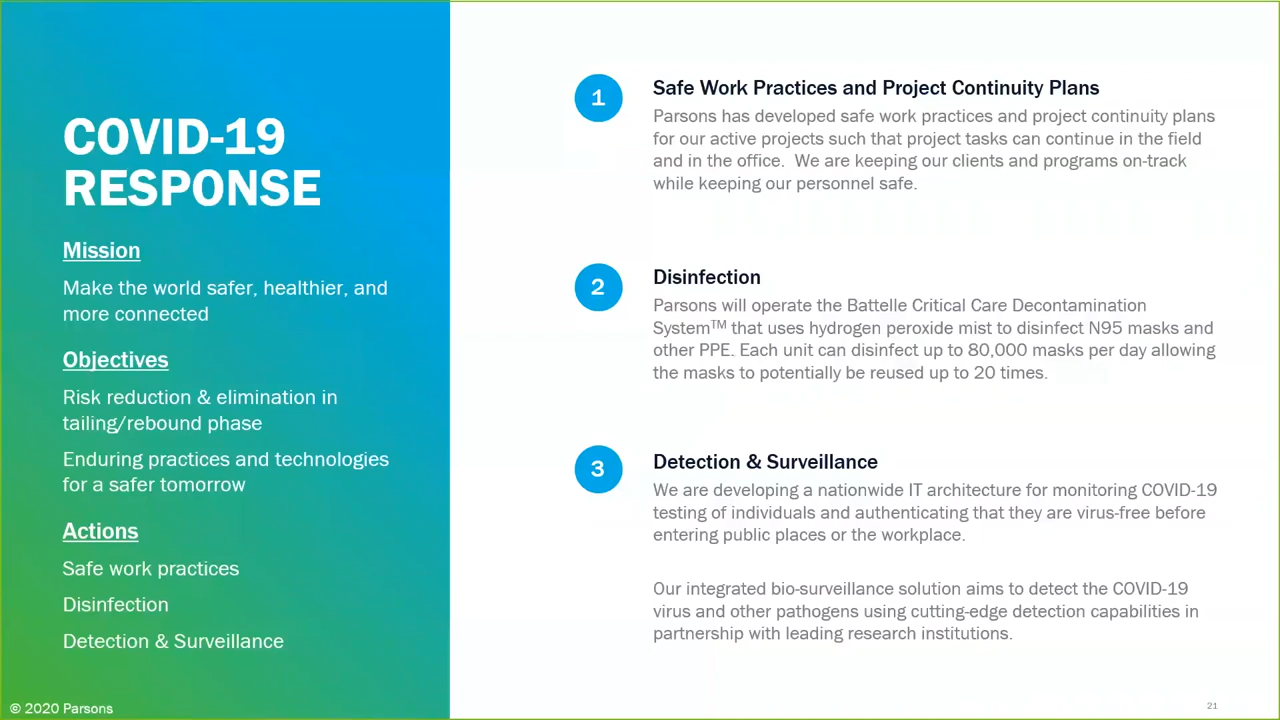 COVID-19
RESPONSE
Mission
Make the world safer, healthier, and
more connected
Objectives
Risk reduction & elimination in
tailing/rebound phase
Enduring practices and technologies
for a safer tomorrow
Actions
Safe work practices
Disinfection
Detection & Surveillance
© 2020 Parsons
1
Safe Work Practices and Project Continuity Plans
Parsons has developed safe work practices and project continuity plans
for our active projects such that project tasks can continue in the field
and in the office.  We are keeping our clients and programs on-track
while keeping our personnel safe.
2
Disinfection
Parsons will operate the Battelle Critical Care Decontamination
System™ that uses hydrogen peroxide mist to disinfect N95 masks and
other PPE. Each unit can disinfect up to 80,000 masks per day allowing
the masks to potentially be reused up to 20 times.
3
Detection & Surveillance
We are developing a nationwide IT architecture for monitoring COVID-19
testing of individuals and authenticating that they are virus-free before
entering public places or the workplace.
Our integrated bio-surveillance solution aims to detect the COVID-19
virus and other pathogens using cutting-edge detection capabilities in
partnership with leading research institutions.
21